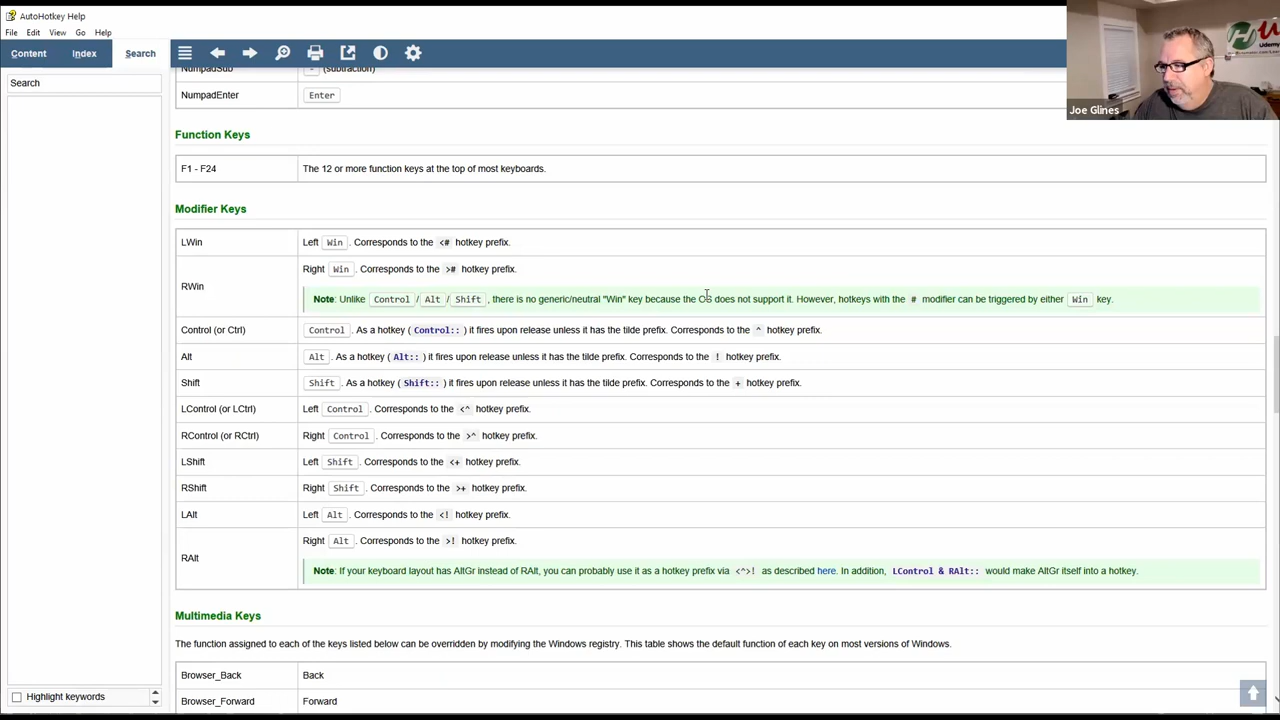 AutoHotkey Help
File Edit View Go Help
Content Index Search
Search
NumpadSub - (subtraction)
NumpadEnter Enter
Function Keys
F1 - F24 The 12 or more function keys at the top of most keyboards.
Modifier Keys
LWin Left Win . Corresponds to the <# hotkey prefix.
RWin Right Win . Corresponds to the ># hotkey prefix.
Note: Unlike Control / Alt / Shift , there is no generic/neutral "Win" key because the OS does not support it. However, hotkeys with the # modifier can be triggered by either Win key.
Control (or Ctrl) Control . As a hotkey ( Control:: ) it fires upon release unless it has the tilde prefix. Corresponds to the ^ hotkey prefix.
Alt Alt . As a hotkey ( Alt:: ) it fires upon release unless it has the tilde prefix. Corresponds to the ! hotkey prefix.
Shift Shift . As a hotkey ( Shift:: ) it fires upon release unless it has the tilde prefix. Corresponds to the + hotkey prefix.
LControl (or LCtrl) Left Control . Corresponds to the <^ hotkey prefix.
RControl (or RCtrl) Right Control . Corresponds to the >^ hotkey prefix.
LShift Left Shift . Corresponds to the <+ hotkey prefix.
RShift Right Shift . Corresponds to the >+ hotkey prefix.
LAlt Left Alt . Corresponds to the <! hotkey prefix.
RAlt Right Alt . Corresponds to the >! hotkey prefix.
Note: If your keyboard layout has AltGr instead of RAlt, you can probably use it as a hotkey prefix via <^>! as described here. In addition, LControl & RAlt:: would make AltGr itself into a hotkey.
Multimedia Keys
The function assigned to each of the keys listed below can be overridden by modifying the Windows registry. This table shows the default function of each key on most versions of Windows.
Browser_Back Back
Browser_Forward Forward
Highlight keywords
Joe Glines
Udemy